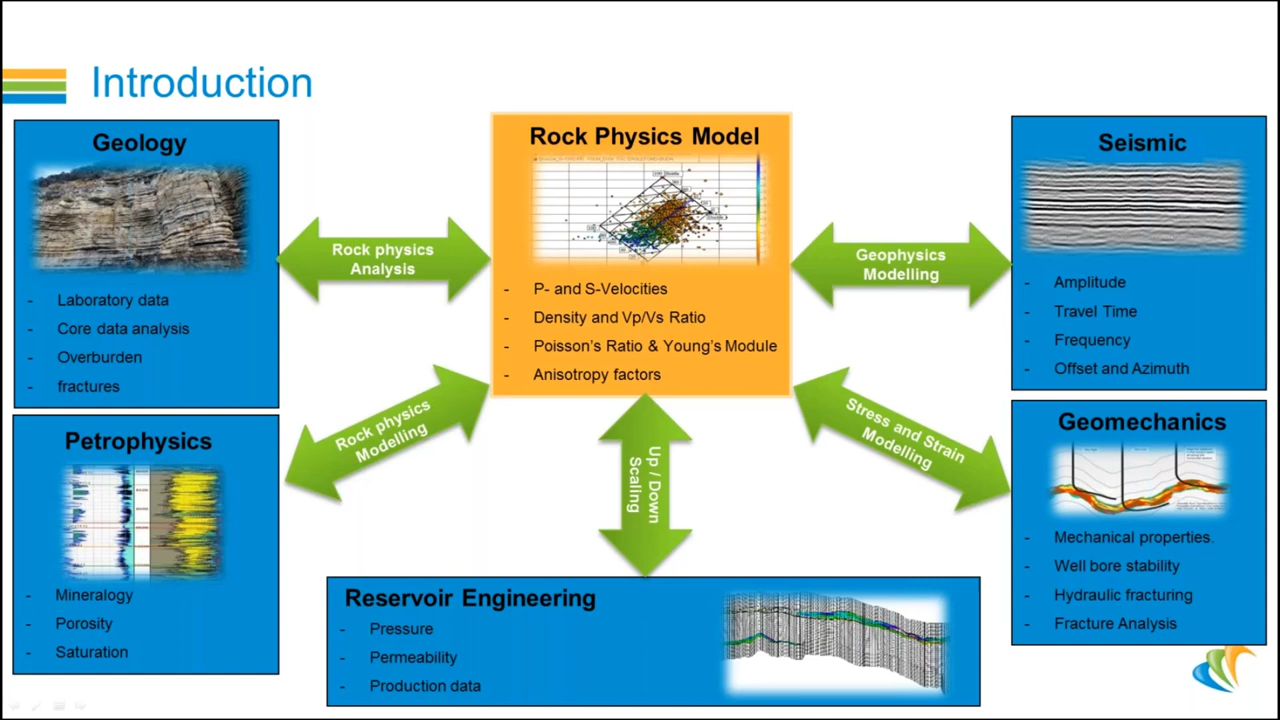 Introduction
Geology
- Laboratory data
- Core data analysis
- Overburden
- fractures
Rock physics
Analysis
Rock Physics Model
- P- and S-Velocities
- Density and Vp/Vs Ratio
- Poisson's Ratio & Young's Module
- Anisotropy factors
Geophysics
Modelling
Seismic
- Amplitude
- Travel Time
- Frequency
- Offset and Azimuth
Petrophysics
- Mineralogy
- Porosity
- Saturation
Rock physics
Modelling
Up / Down
Scaling
Stress and Strain
Modelling
Geomechanics
- Mechanical properties.
- Well bore stability
- Hydraulic fracturing
- Fracture Analysis
Reservoir Engineering
- Pressure
- Permeability
- Production data